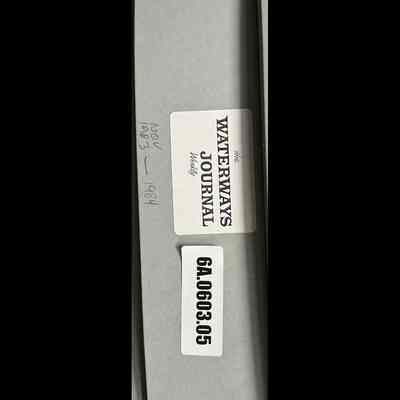 the
WATERWAYS
JOURNAL
Weekly
6A.0603.05
NOV
1983 — 1984